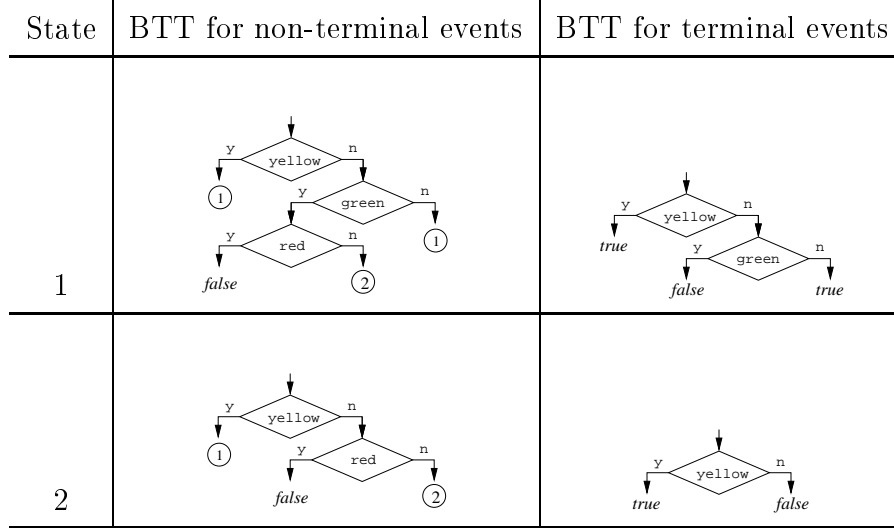 State BTT for non-terminal events BTT for terminal events
y yellow n
1
y green n
1
y red n
false 2
y yellow n
true
y green n
false true
1
y yellow n
1
y red n
false 2
y yellow n
true false
2